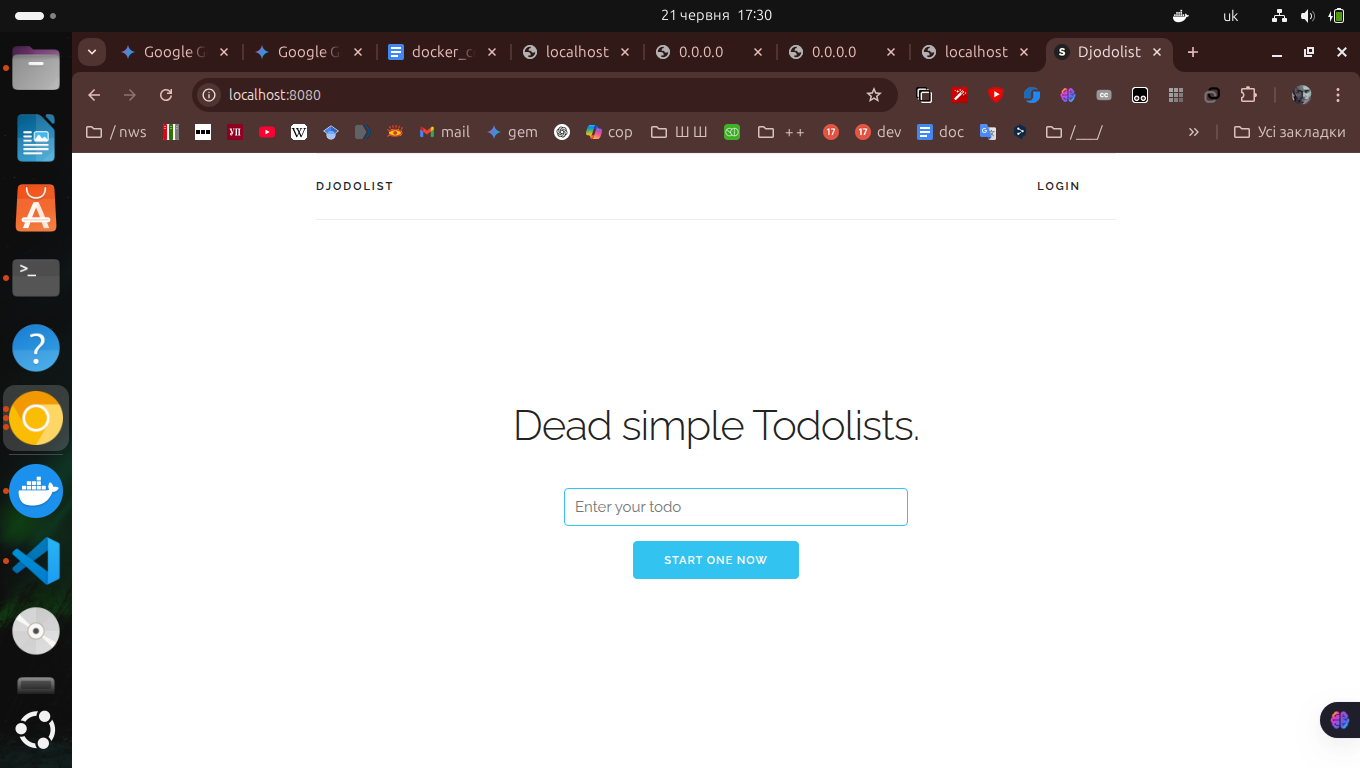 21 червня 17:30
uk
Google G
Google G
docker_c
localhost
0.0.0.0
0.0.0.0
localhost
S
Djodolist
localhost:8080
CC
/ nws
УП
W
mail
gem
cop
Ш Ш
++
17
17
dev
doc
/___/
»
Усі закладки
DJODOLIST
LOGIN
Dead simple Todolists.
Enter your todo
START ONE NOW